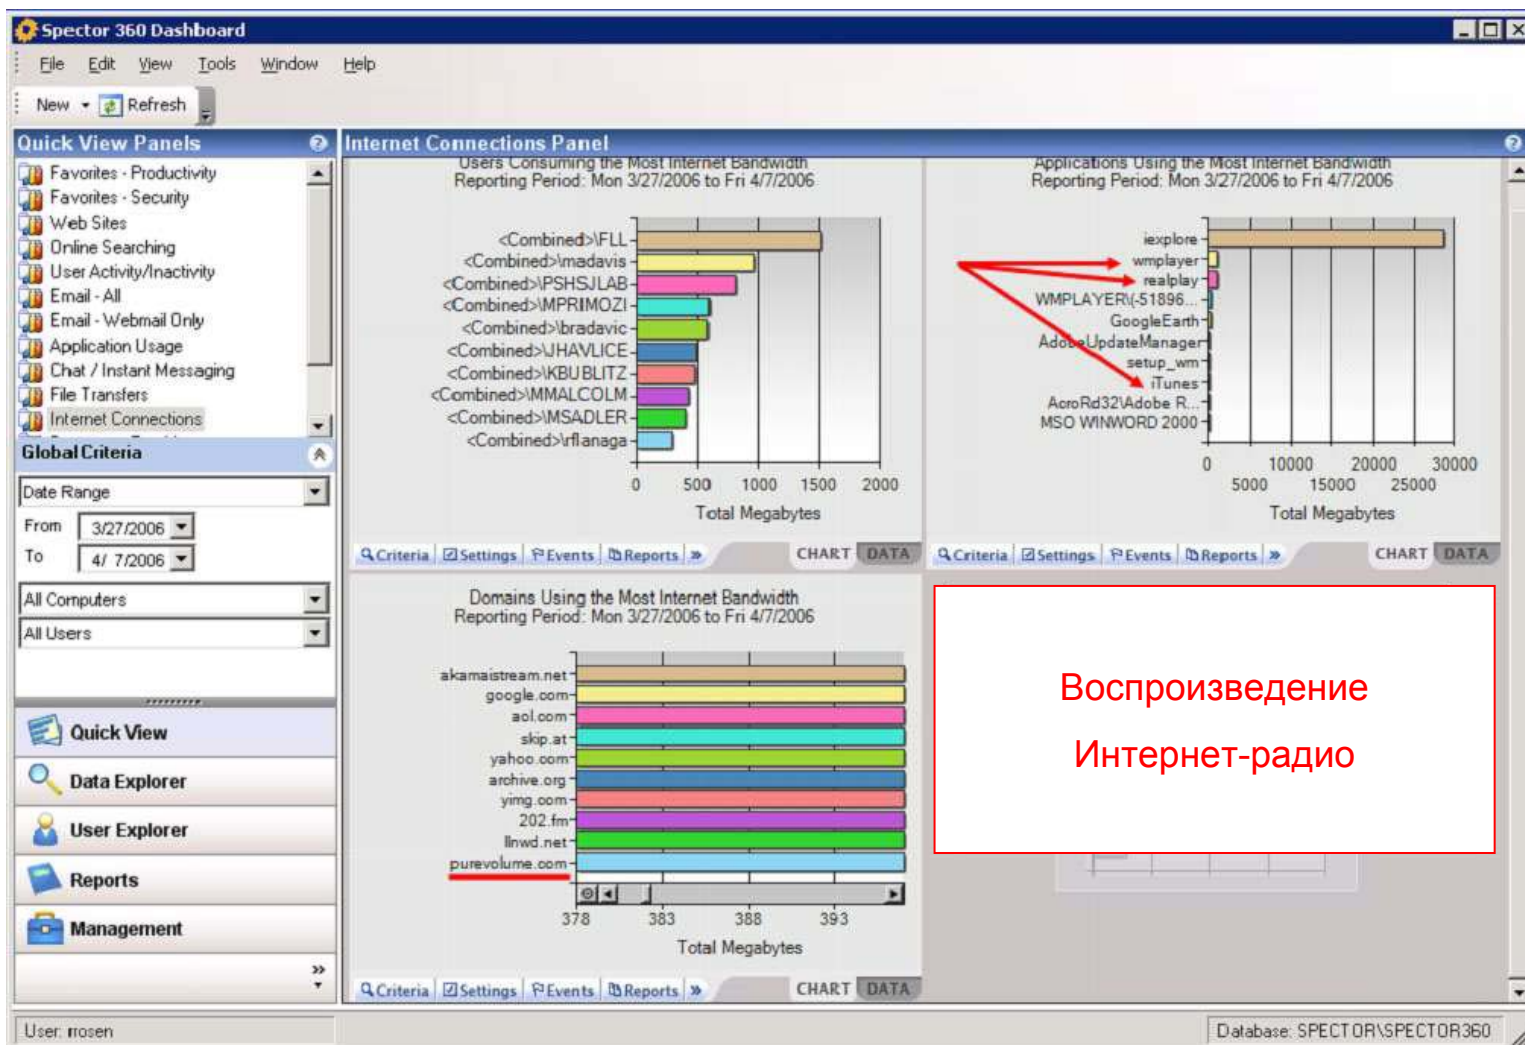 Spector 360 Dashboard
File Edit View Tools Window Help
New Refresh
Quick View Panels
Favorites - Productivity
Favorites - Security
Web Sites
Online Searching
User Activity/Inactivity
Email - All
Email - Webmail Only
Application Usage
Chat / Instant Messaging
File Transfers
Internet Connections
Global Criteria
Date Range
From 3/27/2006
To 4/ 7/2006
All Computers
All Users
Quick View
Data Explorer
User Explorer
Reports
Management
Internet Connections Panel
Users Consuming the Most Internet Bandwidth
Reporting Period: Mon 3/27/2006 to Fri 4/7/2006
<Combined>\FLL
<Combined>\madavis
<Combined>\PSHSJLAB
<Combined>\MPRIMOZI
<Combined>\bradavic
<Combined>\JHAVLICE
<Combined>\KBUBLITZ
<Combined>\MMALCOLM
<Combined>\MSADLER
<Combined>\rflanaga
0 500 1000 1500 2000
Total Megabytes
Criteria Settings Events Reports » CHART DATA
Applications Using the Most Internet Bandwidth
Reporting Period: Mon 3/27/2006 to Fri 4/7/2006
iexplore
wmplayer
realplay
WMPLAYER\(-51896...
GoogleEarth
AdobeUpdateManager
setup_wm
iTunes
AcroRd32\Adobe R...
MSO WINWORD 2000
0 10000 20000 30000
5000 15000 25000
Total Megabytes
Criteria Settings Events Reports » CHART DATA
Domains Using the Most Internet Bandwidth
Reporting Period: Mon 3/27/2006 to Fri 4/7/2006
akamaistream.net
google.com
aol.com
skip.at
yahoo.com
archive.org
yimg.com
202.fm
llnwd.net
purevolume.com
378 383 388 393
Total Megabytes
Criteria Settings Events Reports » CHART DATA
Воспроизведение
Интернет-радио
User: rrosen
Database: SPECTOR\SPECTOR360